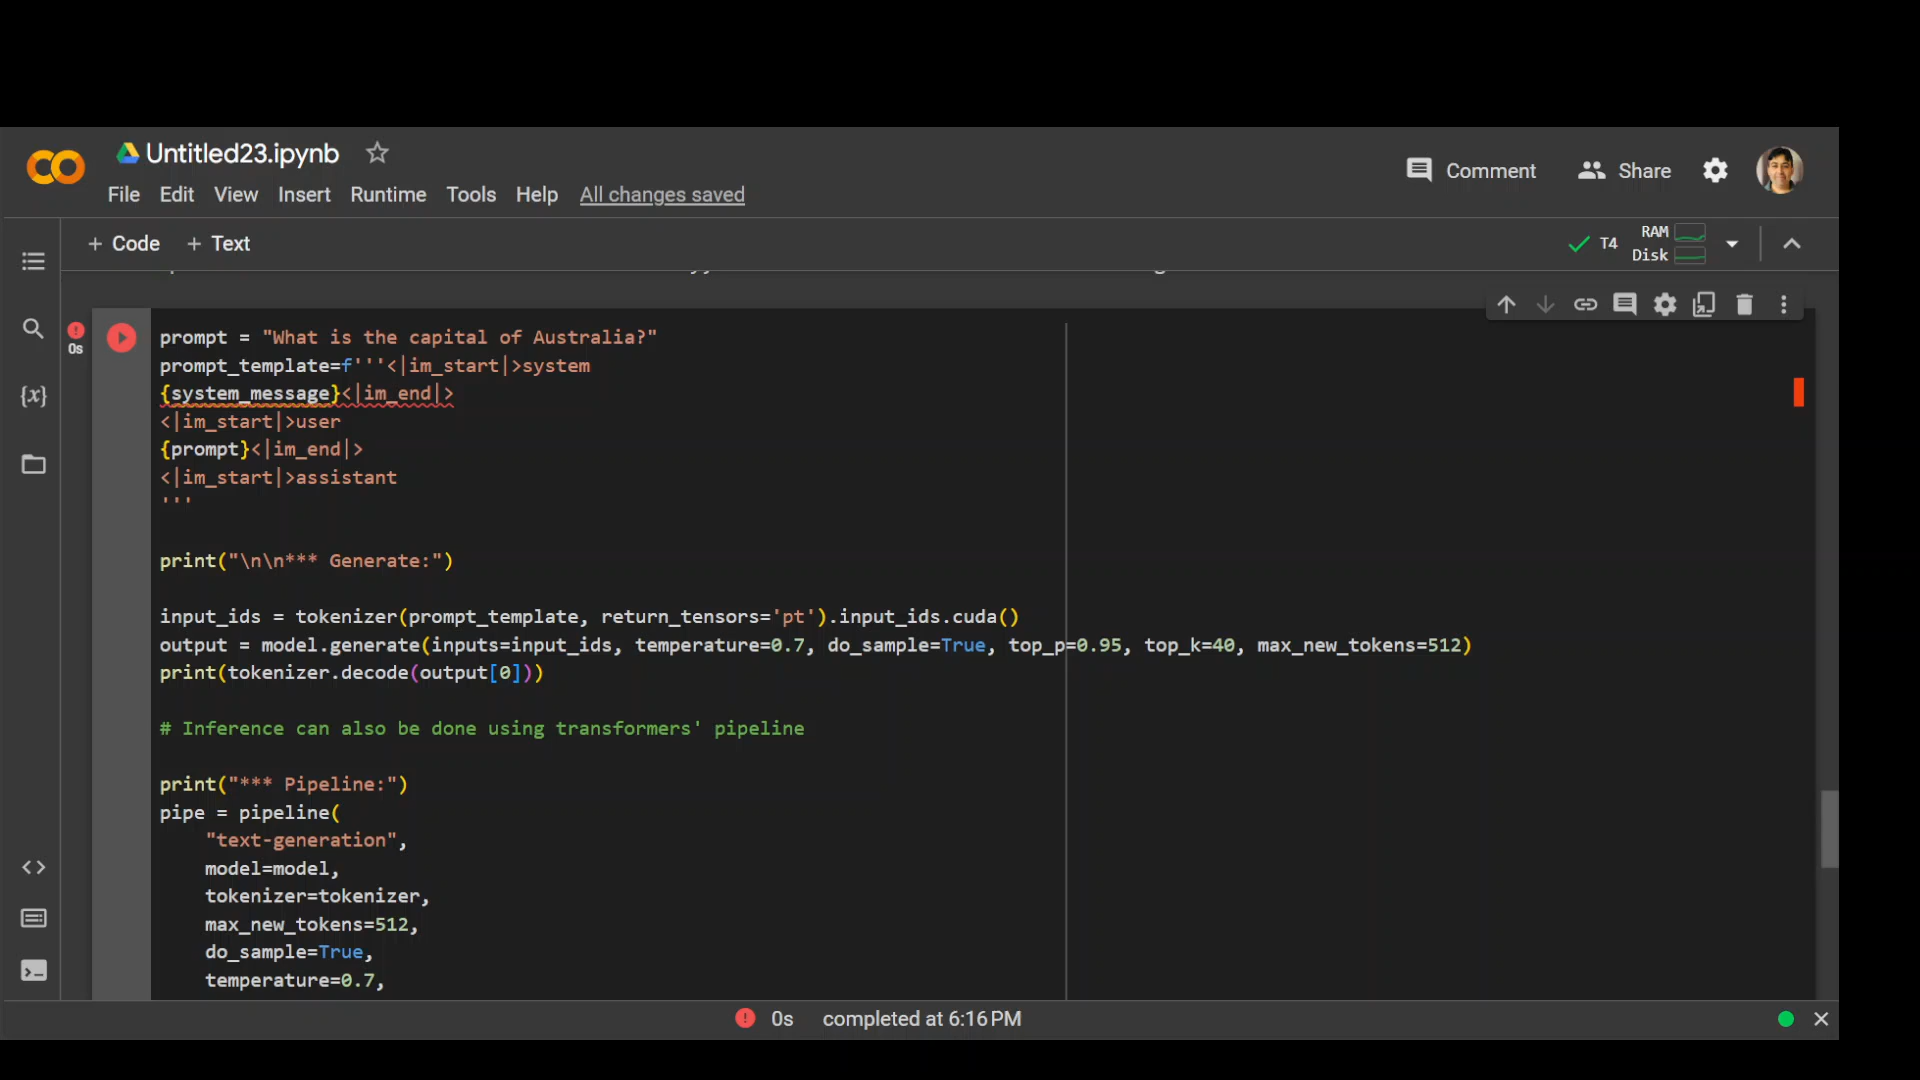 Untitled23.ipynb
Comment
Share
File Edit View Insert Runtime Tools Help All changes saved
+ Code + Text
T4
RAM
Disk
0s
prompt = "What is the capital of Australia?"
prompt_template=f'''<|im_start|>system
{system_message}<|im_end|>
<|im_start|>user
{prompt}<|im_end|>
<|im_start|>assistant
'''
print("\n\n*** Generate:")
input_ids = tokenizer(prompt_template, return_tensors='pt').input_ids.cuda()
output = model.generate(inputs=input_ids, temperature=0.7, do_sample=True, top_p=0.95, top_k=40, max_new_tokens=512)
print(tokenizer.decode(output[0]))
# Inference can also be done using transformers' pipeline
print("*** Pipeline:")
pipe = pipeline(
    "text-generation",
    model=model,
    tokenizer=tokenizer,
    max_new_tokens=512,
    do_sample=True,
    temperature=0.7,
0s completed at 6:16 PM